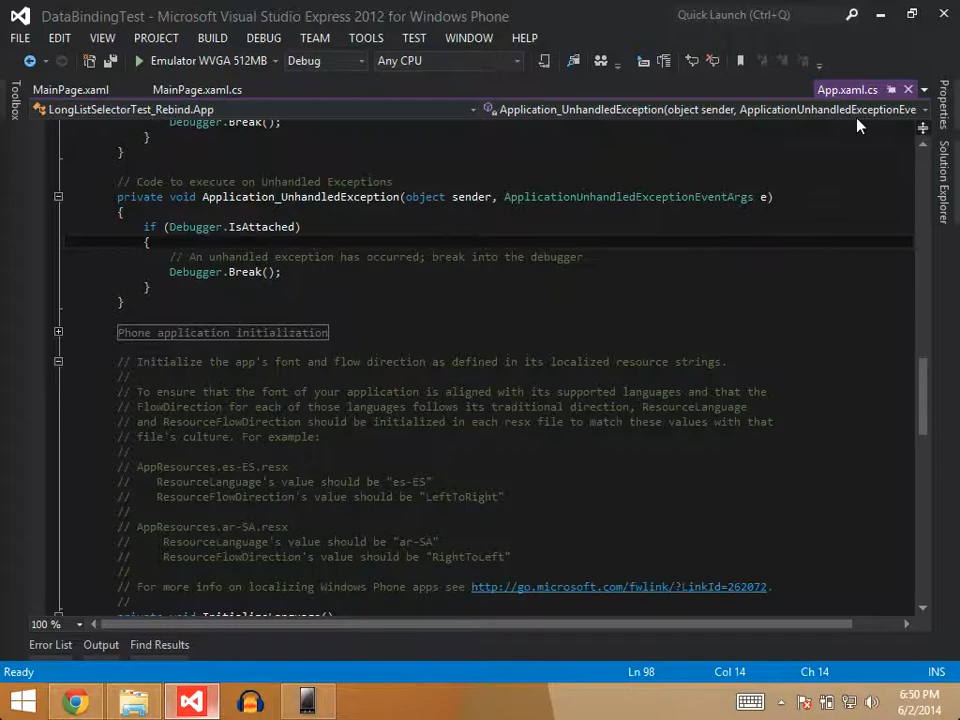 DataBindingTest - Microsoft Visual Studio Express 2012 for Windows Phone
Quick Launch (Ctrl+Q)
FILE EDIT VIEW PROJECT BUILD DEBUG TEAM TOOLS TEST WINDOW HELP
Emulator WVGA 512MB Debug Any CPU
MainPage.xaml MainPage.xaml.cs App.xaml.cs
LongListSelectorTest_Rebind.App Application_UnhandledException(object sender, ApplicationUnhandledExceptionEve
Toolbox
Properties
Solution Explorer
Debugger.Break();
}
}
// Code to execute on Unhandled Exceptions
private void Application_UnhandledException(object sender, ApplicationUnhandledExceptionEventArgs e)
{
if (Debugger.IsAttached)
{
// An unhandled exception has occurred; break into the debugger
Debugger.Break();
}
}
Phone application initialization
// Initialize the app's font and flow direction as defined in its localized resource strings.
//
// To ensure that the font of your application is aligned with its supported languages and that the
// FlowDirection for each of those languages follows its traditional direction, ResourceLanguage
// and ResourceFlowDirection should be initialized in each resx file to match these values with that
// file's culture. For example:
//
// AppResources.es-ES.resx
// ResourceLanguage's value should be "es-ES"
// ResourceFlowDirection's value should be "LeftToRight"
//
// AppResources.ar-SA.resx
// ResourceLanguage's value should be "ar-SA"
// ResourceFlowDirection's value should be "RightToLeft"
//
// For more info on localizing Windows Phone apps see http://go.microsoft.com/fwlink/?LinkId=262072.
//
private void InitializeLanguage()
100 %
Error List Output Find Results
Ready Ln 98 Col 14 Ch 14 INS
6:50 PM
6/2/2014